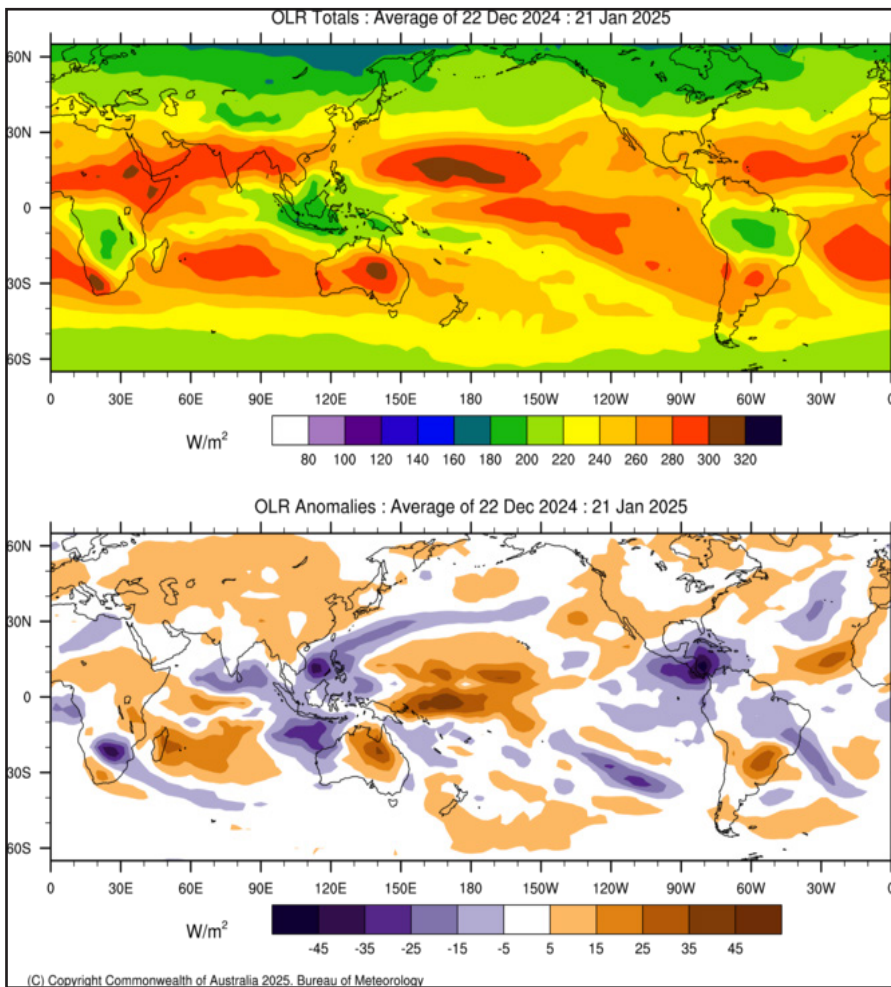 OLR Totals : Average of 22 Dec 2024 : 21 Jan 2025
60N
30N
0
30S
60S
0 30E 60E 90E 120E 150E 180 150W 120W 90W 60W 30W 0
W/m²
80 100 120 140 160 180 200 220 240 260 280 300 320
OLR Anomalies : Average of 22 Dec 2024 : 21 Jan 2025
60N
30N
0
30S
60S
0 30E 60E 90E 120E 150E 180 150W 120W 90W 60W 30W 0
W/m²
-45 -35 -25 -15 -5 5 15 25 35 45
(C) Copyright Commonwealth of Australia 2025. Bureau of Meteorology